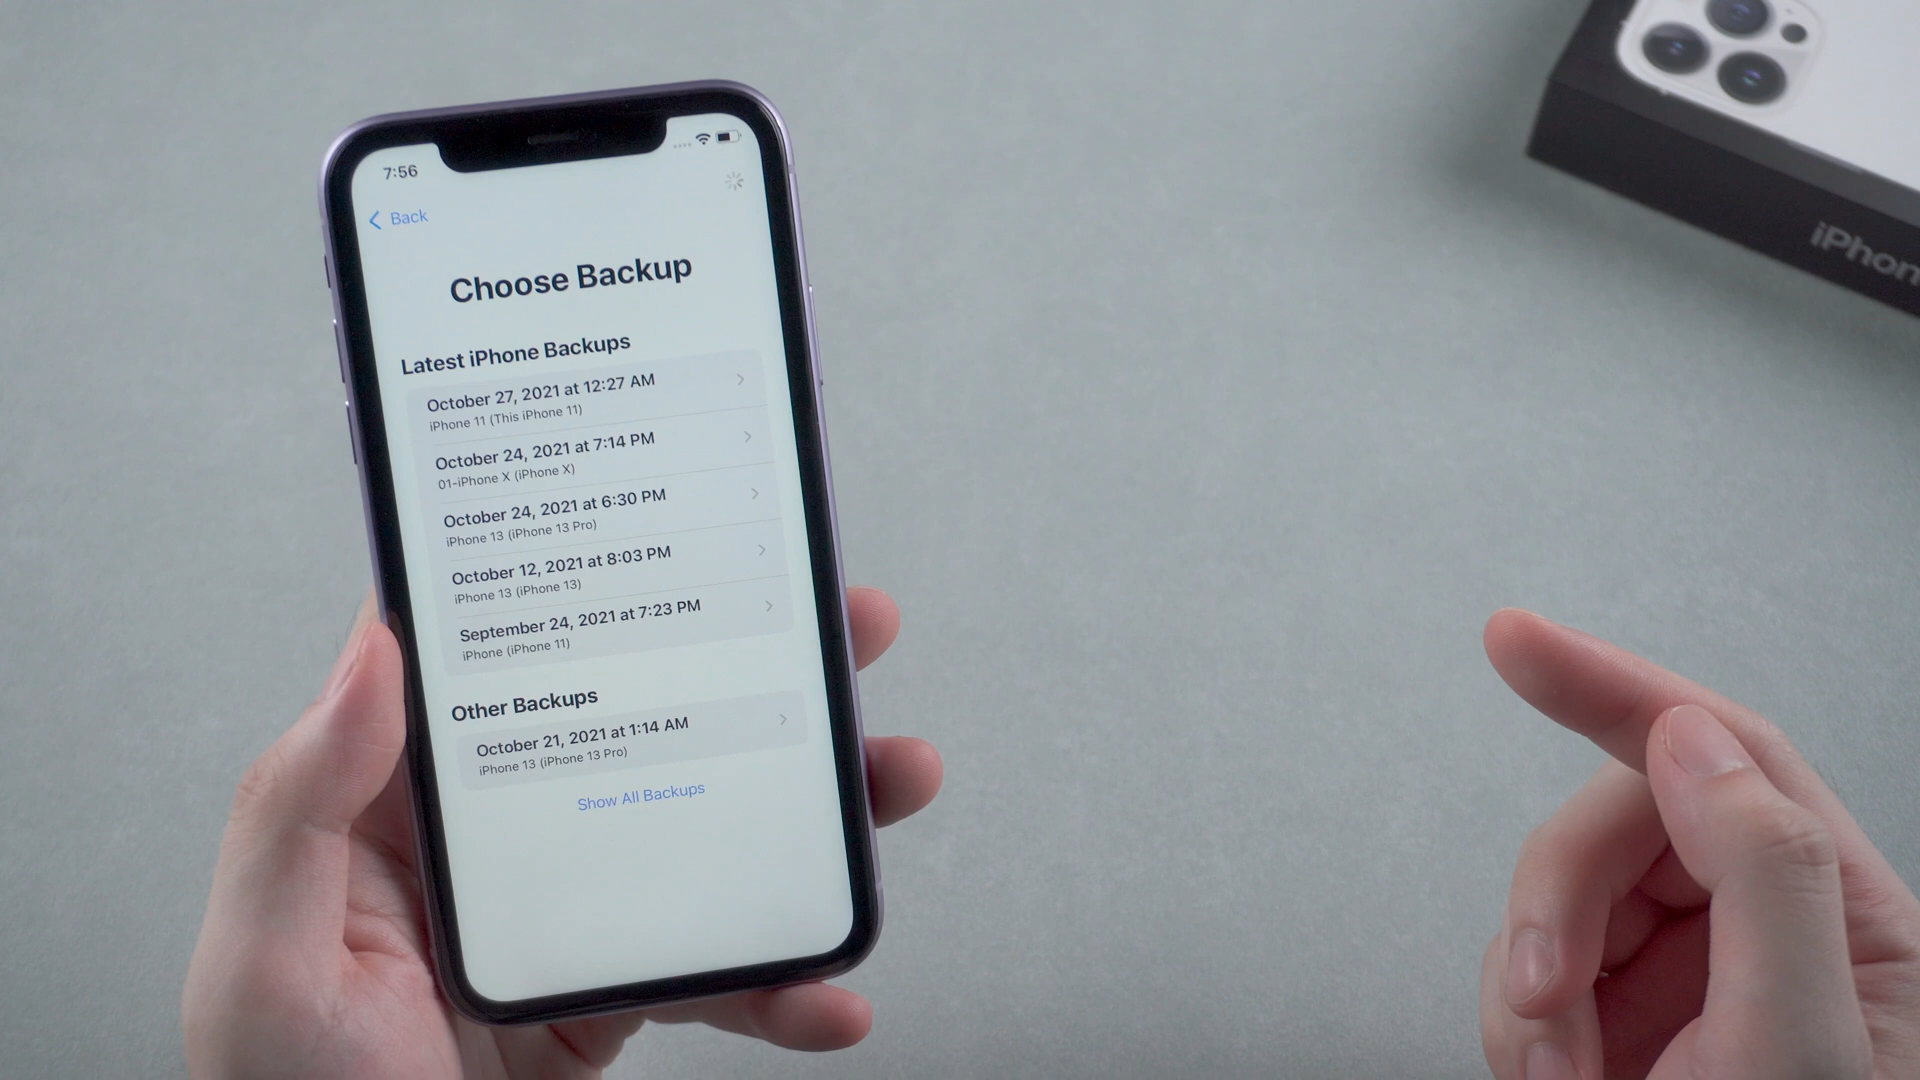 7:56
Back
Choose Backup
Latest iPhone Backups
October 27, 2021 at 12:27 AM
iPhone 11 (This iPhone 11)
October 24, 2021 at 7:14 PM
01-iPhone X (iPhone X)
October 24, 2021 at 6:30 PM
iPhone 13 (iPhone 13 Pro)
October 12, 2021 at 8:03 PM
iPhone 13 (iPhone 13)
September 24, 2021 at 7:23 PM
iPhone (iPhone 11)
Other Backups
October 21, 2021 at 1:14 AM
iPhone 13 (iPhone 13 Pro)
Show All Backups
iPhon